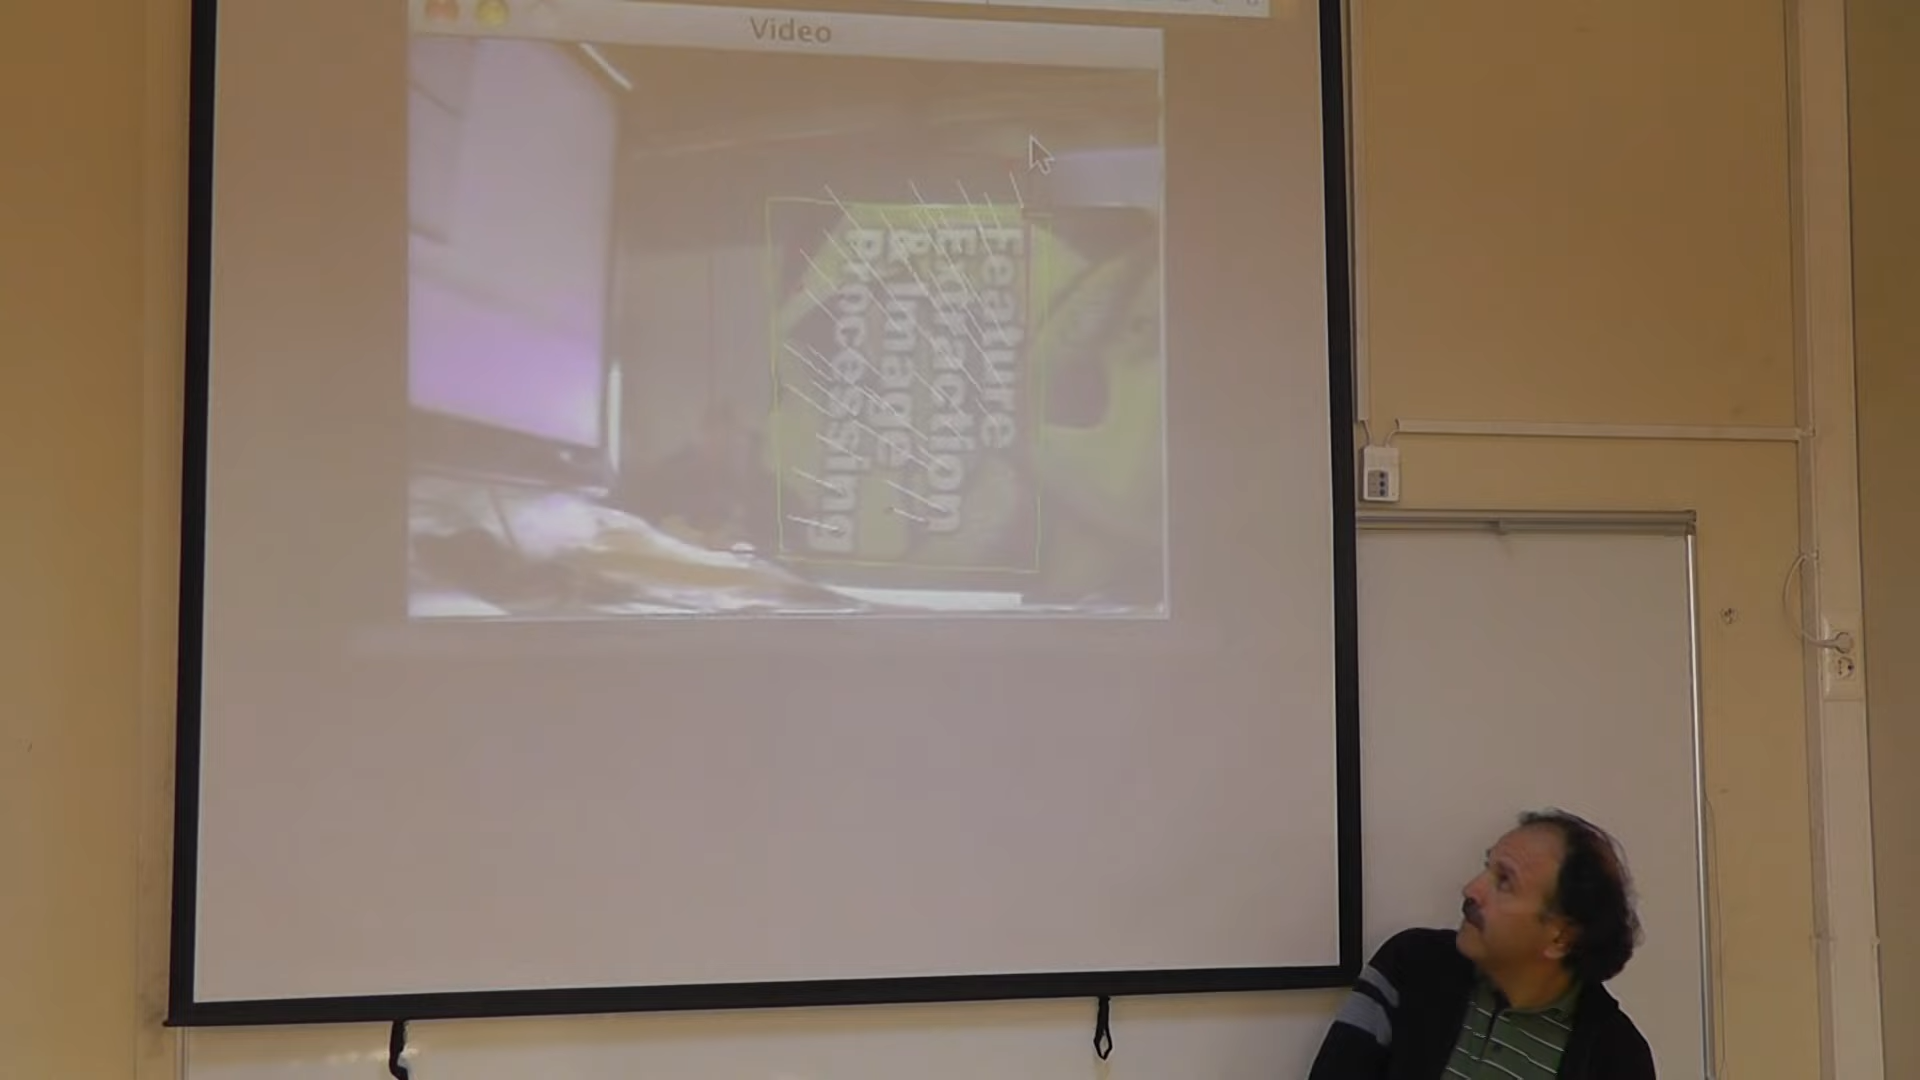 Video
Feature
Extraction
& Image
Processing